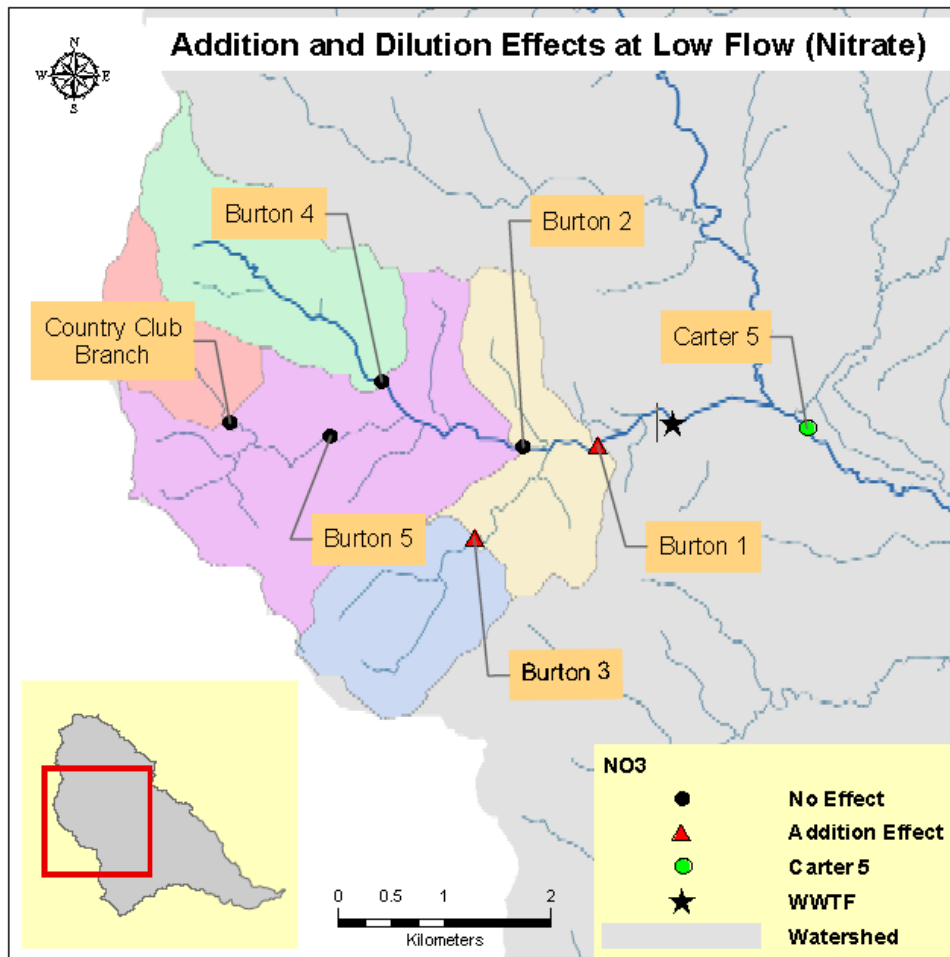 Addition and Dilution Effects at Low Flow (Nitrate)
N
W E
S
Burton 4
Burton 2
Country Club
Branch
Carter 5
Burton 5
Burton 1
Burton 3
NO3
No Effect
Addition Effect
Carter 5
WWTF
Watershed
0 0.5 1 2
Kilometers